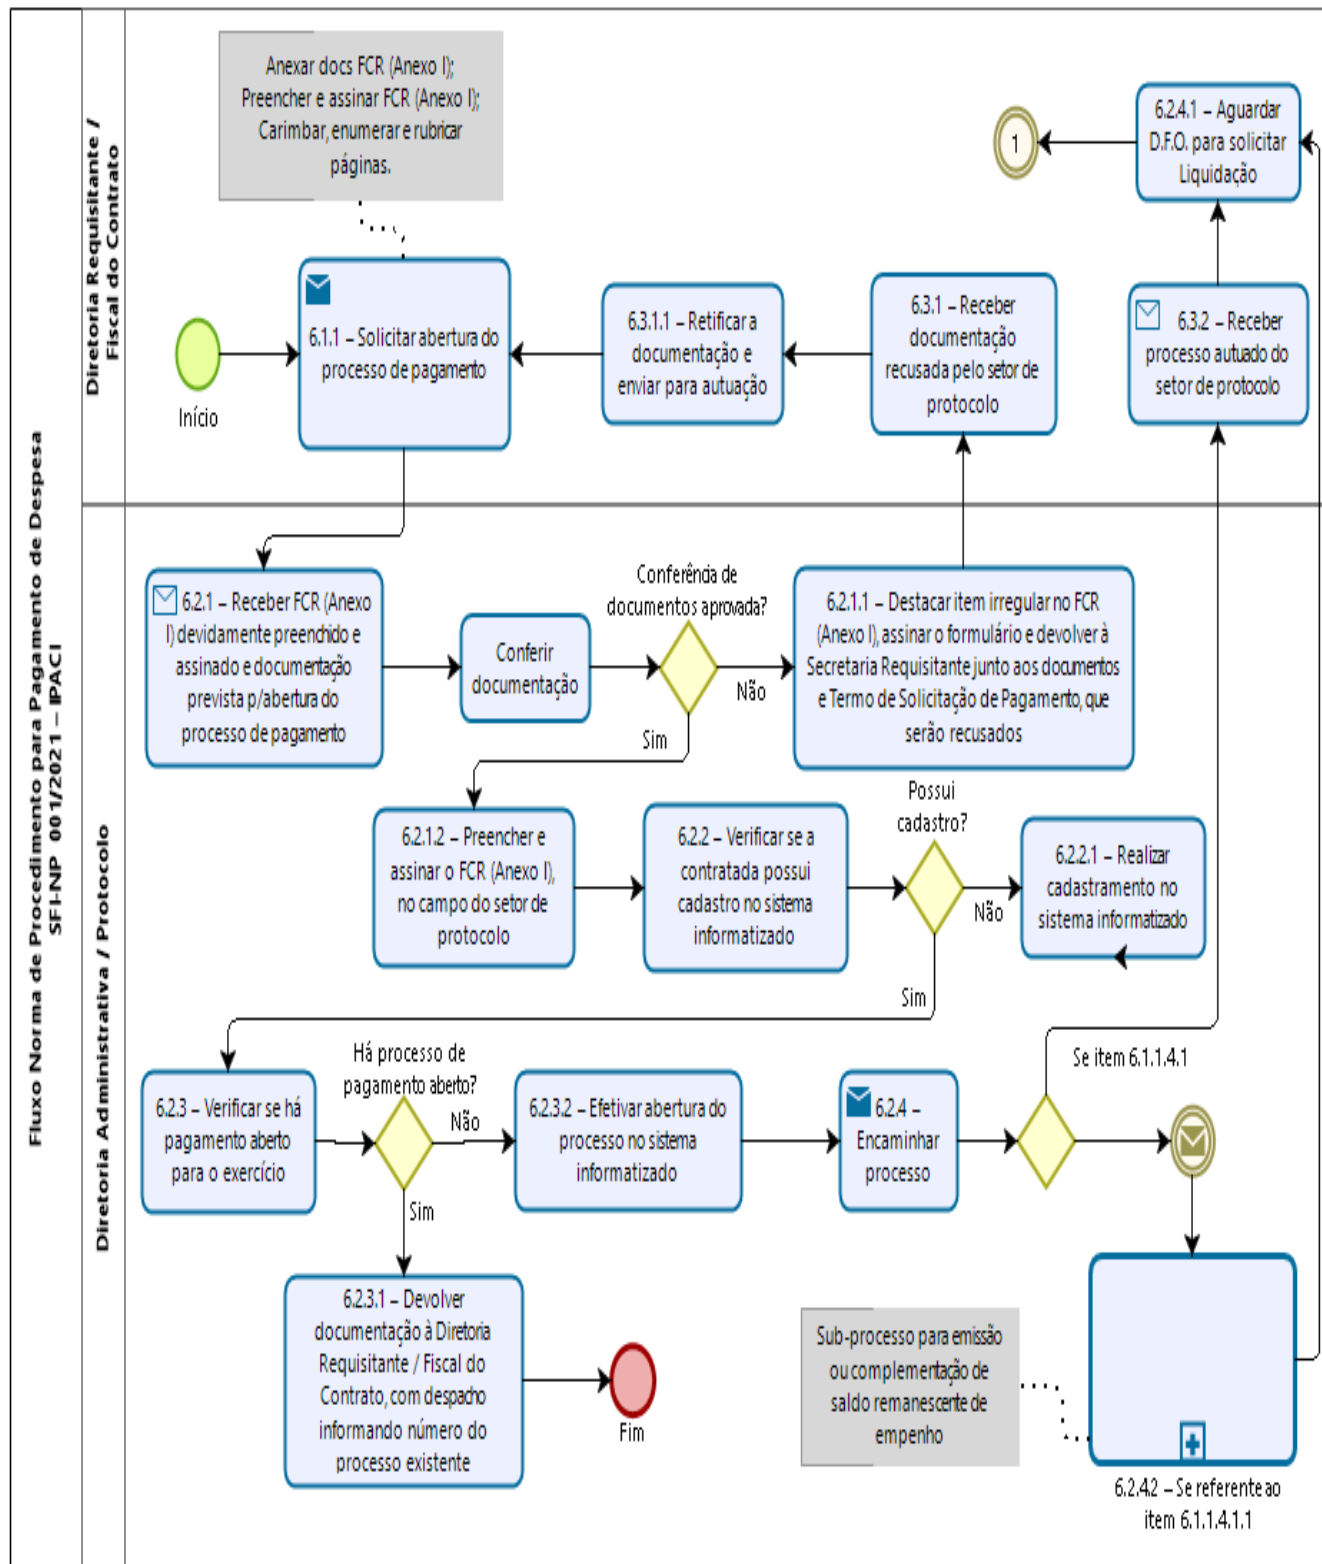 Fluxo Norma de Procedimento para Pagamento de Despesa
SFI-NP 001/2021 – IPACI
Diretoria Requisitante /
Fiscal do Contrato
Anexar docs FCR (Anexo I);
Preencher e assinar FCR (Anexo I);
Carimbar, enumerar e rubricar
páginas.
Início
6.1.1 – Solicitar abertura do
processo de pagamento
6.3.1.1 – Retificar a
documentação e
enviar para autuação
6.3.1 – Receber
documentação
recusada pelo setor de
protocolo
1
6.2.4.1 – Aguardar
D.F.O. para solicitar
Liquidação
6.3.2 – Receber
processo autuado do
setor de protocolo
Diretoria Administrativa / Protocolo
6.2.1 – Receber FCR (Anexo
I) devidamente preenchido e
assinado e documentação
prevista p/abertura do
processo de pagamento
Conferir
documentação
Conferência de
documentos aprovada?
Não
Sim
6.2.1.1 – Destacar item irregular no FCR
(Anexo I), assinar o formulário e devolver à
Secretaria Requisitante junto aos documentos
e Termo de Solicitação de Pagamento, que
serão recusados
6.2.1.2 – Preencher e
assinar o FCR (Anexo I),
no campo do setor de
protocolo
6.2.2 – Verificar se a
contratada possui
cadastro no sistema
informatizado
Possui
cadastro?
Não
Sim
6.2.2.1 – Realizar
cadastramento no
sistema informatizado
6.2.3 – Verificar se há
pagamento aberto
para o exercício
Há processo de
pagamento aberto?
Não
Sim
6.2.3.2 – Efetivar abertura do
processo no sistema
informatizado
6.2.4 –
Encaminhar
processo
Se item 6.1.1.4.1
6.2.3.1 – Devolver
documentação à Diretoria
Requisitante / Fiscal do
Contrato, com despacho
informando número do
processo existente
Fim
Sub-processo para emissão
ou complementação de
saldo remanescente de
empenho
6.2.4.2 – Se referente ao
item 6.1.1.4.1.1